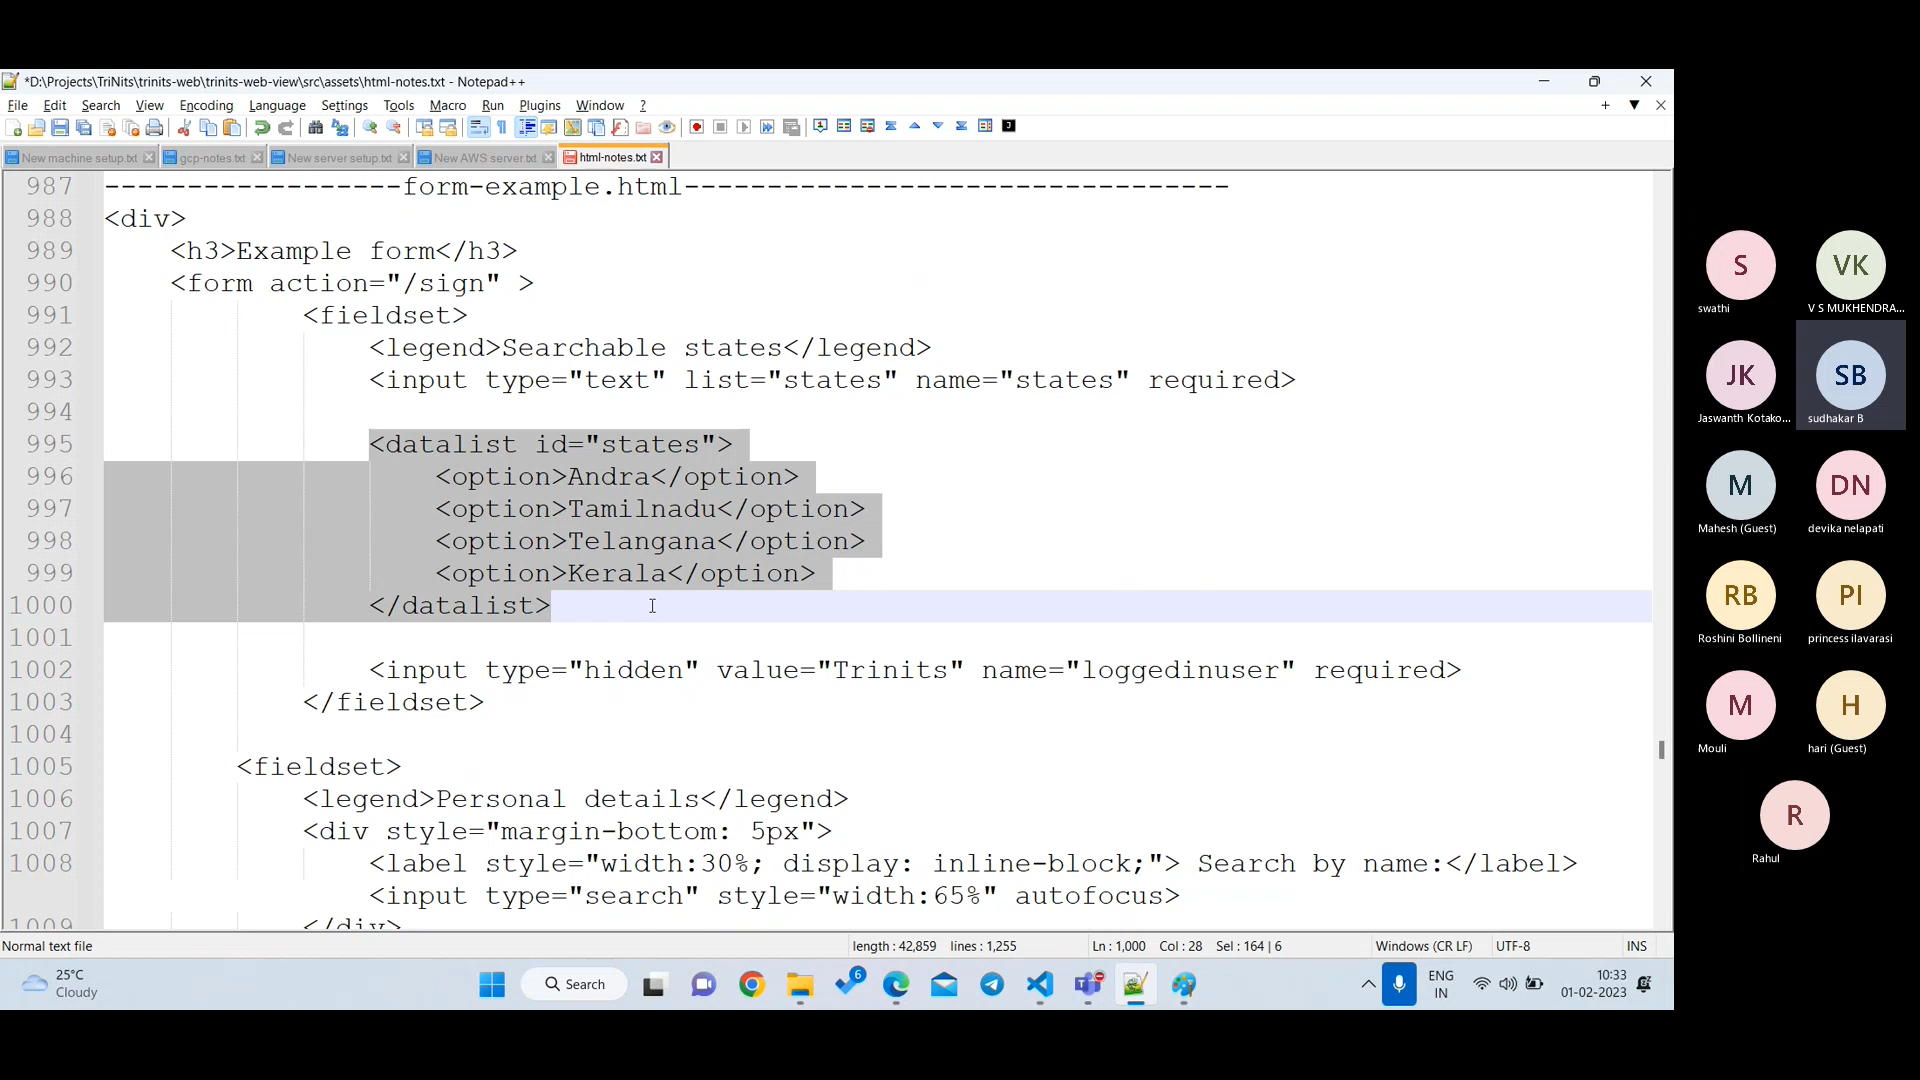 *D:\Projects\TriNits\trinits-web\trinits-web-view\src\assets\html-notes.txt - Notepad++
File Edit Search View Encoding Language Settings Tools Macro Run Plugins Window ?
New machine setup.txt gcp-notes.txt New server setup.txt New AWS server.txt html-notes.txt
987 ------------------form-example.html---------------------------------
988 <div>
989 <h3>Example form</h3>
990 <form action="/sign" >
991 <fieldset>
992 <legend>Searchable states</legend>
993 <input type="text" list="states" name="states" required>
994
995 <datalist id="states">
996 <option>Andra</option>
997 <option>Tamilnadu</option>
998 <option>Telangana</option>
999 <option>Kerala</option>
1000 </datalist>
1001
1002 <input type="hidden" value="Trinits" name="loggedinuser" required>
1003 </fieldset>
1004
1005 <fieldset>
1006 <legend>Personal details</legend>
1007 <div style="margin-bottom: 5px">
1008 <label style="width:30%; display: inline-block;"> Search by name:</label>
<input type="search" style="width:65%" autofocus>
1009 </div>
Normal text file length : 42,859 lines : 1,255 Ln : 1,000 Col : 28 Sel : 164 | 6 Windows (CR LF) UTF-8 INS
25°C
Cloudy
Search
6
ENG
IN
10:33
01-02-2023
S
swathi
VK
V S MUKHENDRA...
JK
Jaswanth Kotako...
SB
sudhakar B
M
Mahesh (Guest)
DN
devika nelapati
RB
Roshini Bollineni
PI
princess ilavarasi
M
Mouli
H
hari (Guest)
R
Rahul